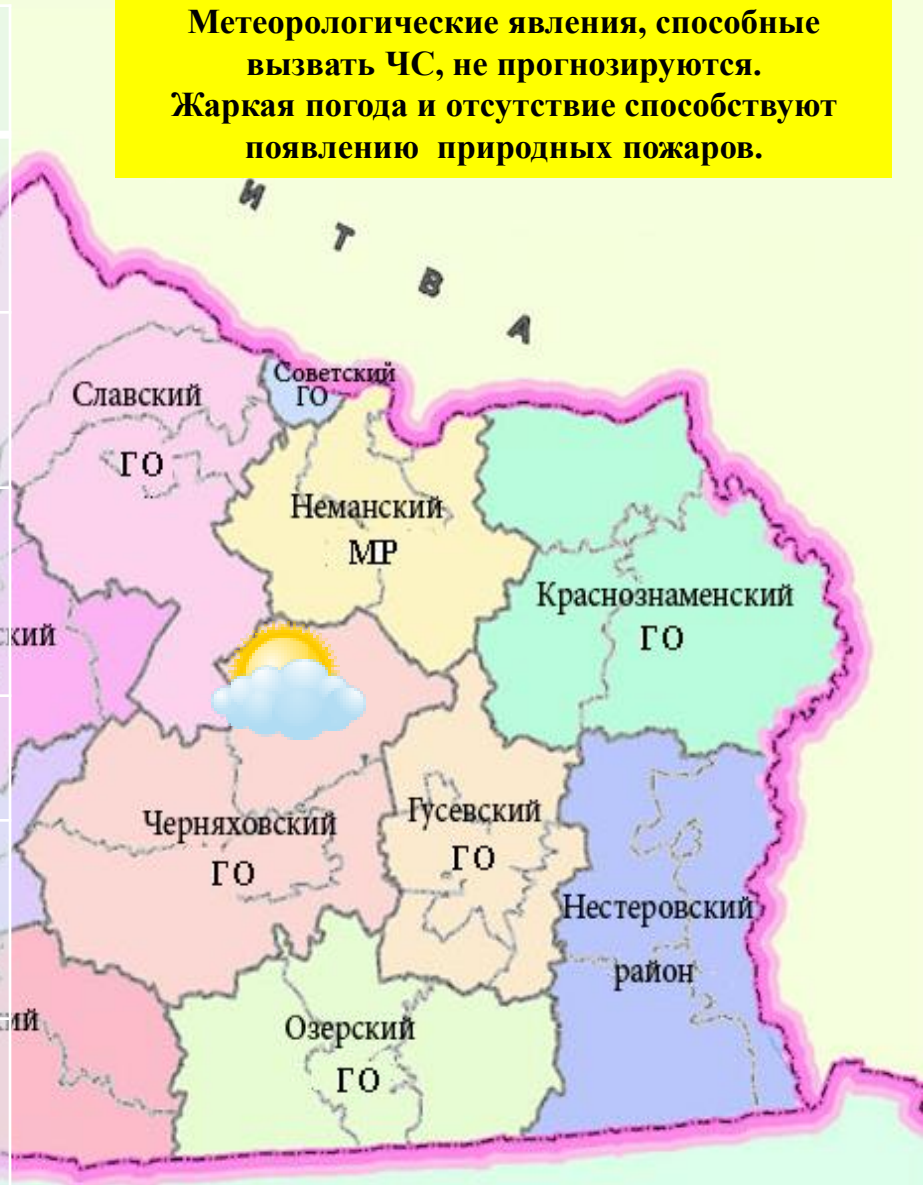 Метеорологические явления, способные
вызвать ЧС, не прогнозируются.
Жаркая погода и отсутствие способствуют
появлению природных пожаров.
И Т В А
Советский
ГО
Славский
ГО
Неманский
МР
Краснознаменский
ГО
ский
Черняховский
ГО
Гусевский
ГО
Нестеровский
район
Озерский
ГО
ий